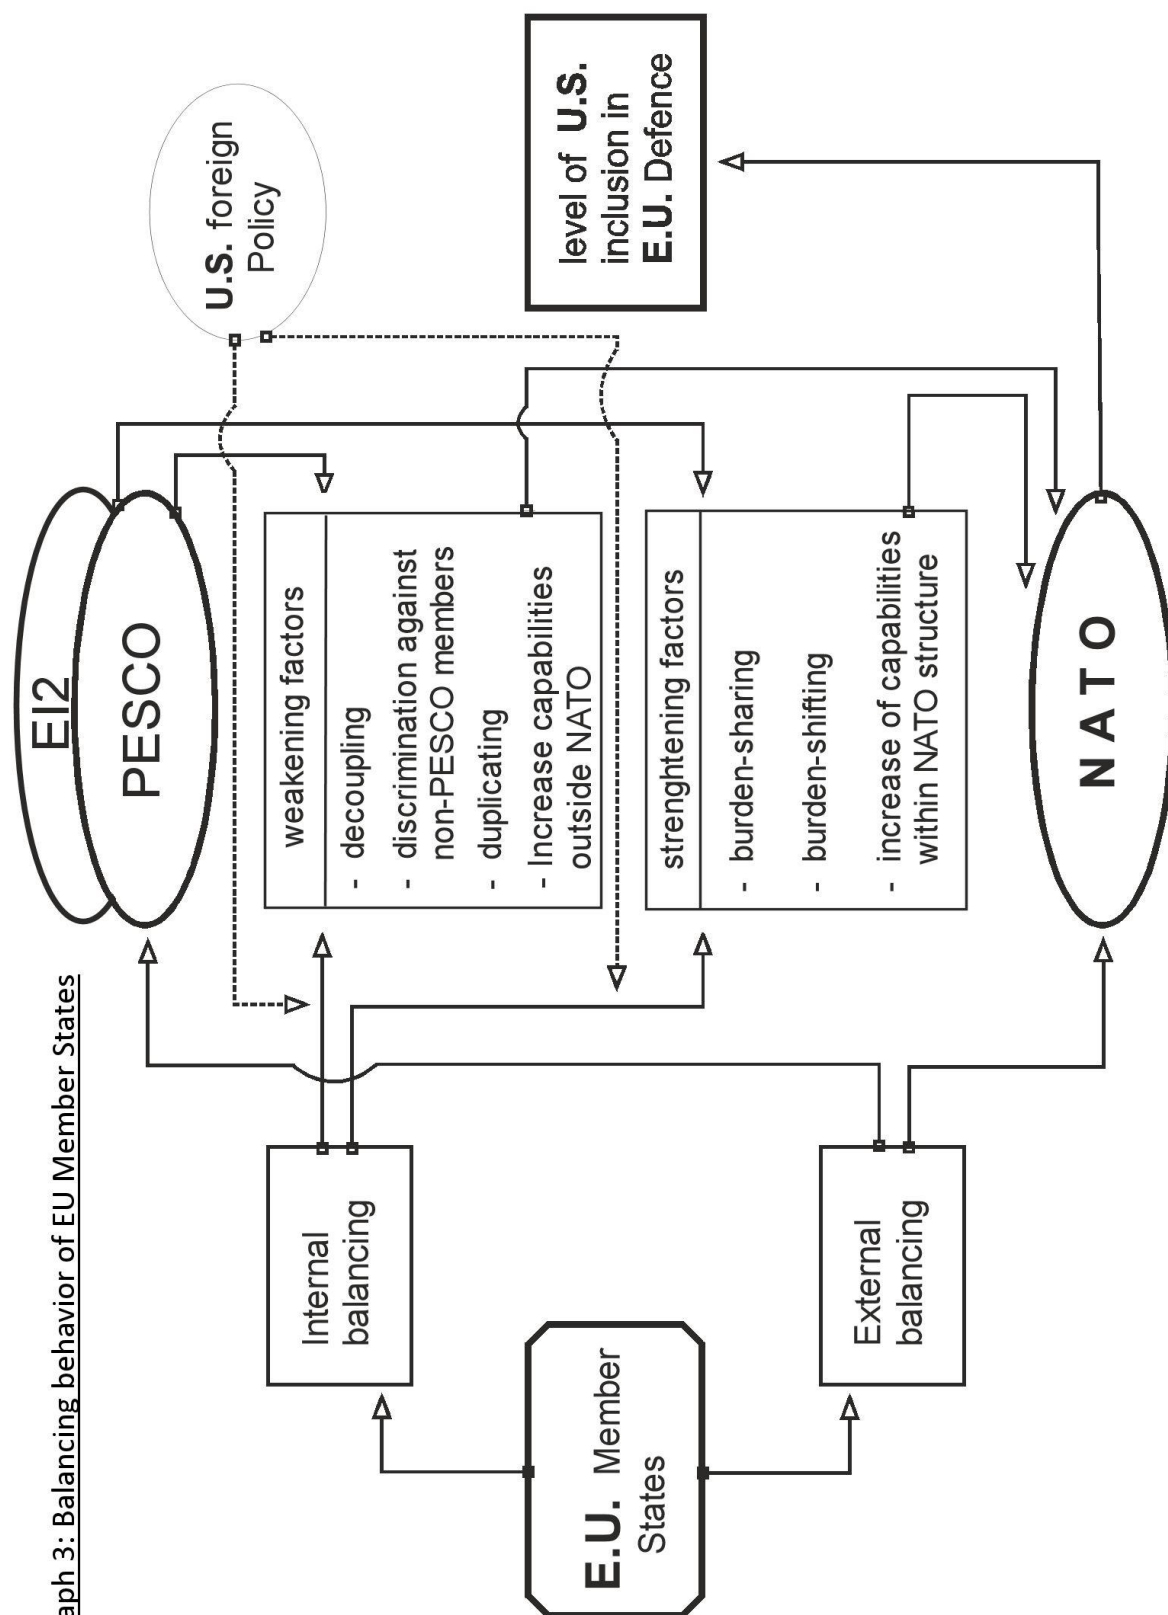 aph 3: Balancing behavior of EU Member States
EI2
PESCO
U.S. foreign
Policy
Internal
balancing
weakening factors
- decoupling
- discrimination against
non-PESCO members
- duplicating
- Increase capabilities
outside NATO
E.U. Member
States
level of U.S.
inclusion in
E.U. Defence
strenghtening factors
- burden-sharing
- burden-shifting
- increase of capabilities
within NATO structure
External
balancing
NATO